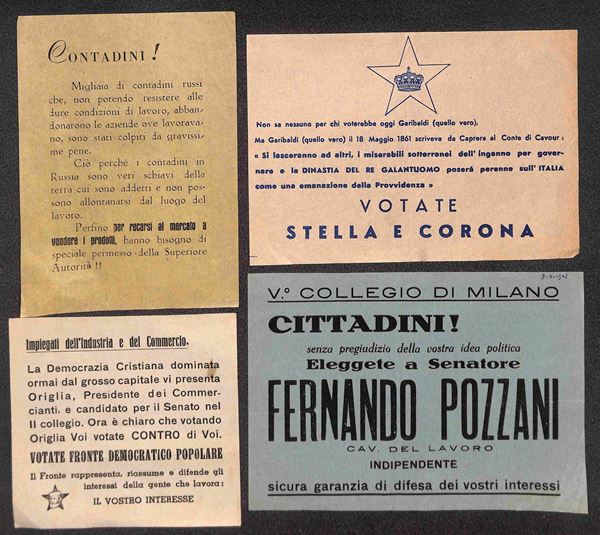 CONTADINI!
Migliaia di contadini russi
che, non potendo resistere alle
dure condizioni di lavoro, abban-
donarono le aziende ove lavorava-
no, sono stati colpiti da gravissi-
me pene.
Ciò perchè i contadini in
Russia sono veri schiavi della
terra cui sono addetti e non pos-
sono allontanarsi dal luogo del
lavoro.
Perfino per recarsi al mercato a
vendere i prodotti, hanno bisogno di
speciale permesso della Superiore
Autorità !!
Non se nessuno per chi voterebbe oggi Garibaldi (quello vero).
Ma Garibaldi (quello vero) il 18 Maggio 1861 scriveva da Caprera al Conte di Cavour:
« Si lasceranno ad altri, i miserabili sotterranei dell'inganno per gover-
nare e la DINASTIA DEL RE GALANTUOMO poserà perenne sull'ITALIA
come una emanazione della Provvidenza »
VOTATE
STELLA E CORONA
Impiegati dell'Industria e del Commercio.
La Democrazia Cristiana dominata
ormai dal grosso capitale vi presenta
Origlia, Presidente dei Commer-
cianti. e candidato per il Senato nel
II collegio. Ora è chiaro che votando
Origlia Voi votate CONTRO di Voi.
VOTATE FRONTE DEMOCRATICO POPOLARE
Il Fronte rappresenta, riassume e difende gli
interessi della gente che lavora:
IL VOSTRO INTERESSE
V.º COLLEGIO DI MILANO
CITTADINI!
senza pregiudizio della vostra idea politica
Eleggete a Senatore
FERNANDO POZZANI
CAV. DEL LAVORO
INDIPENDENTE
sicura garanzia di difesa dei vostri interessi